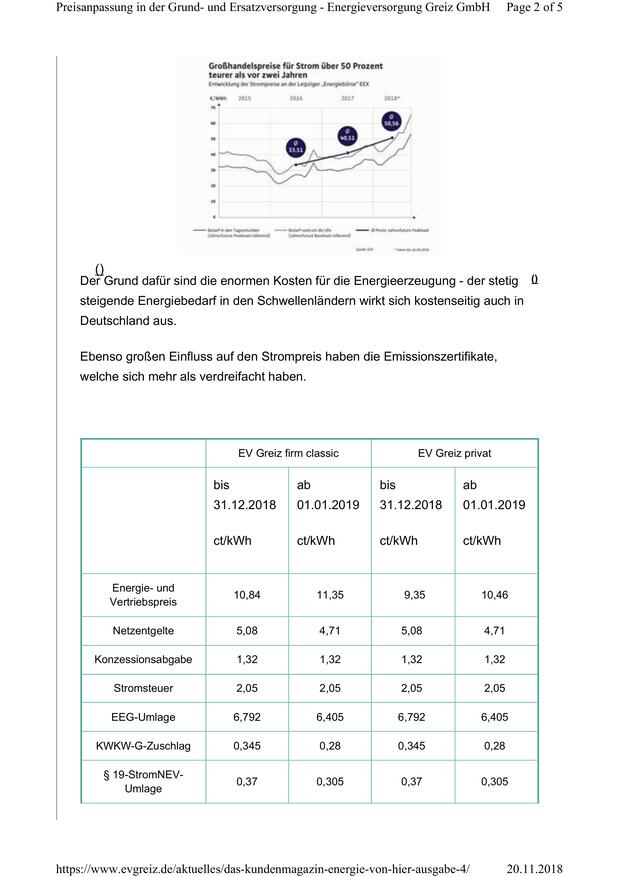 Preisanpassung in der Grund- und Ersatzversorgung - Energieversorgung Greiz GmbH Page 2 of 5
Großhandelspreise für Strom über 50 Prozent
teurer als vor zwei Jahren
Entwicklung der Strompreise an der Leipziger „Energiebörse“ EEX
€/MWh 2015 2016 2017 2018*
70
60
50
40
30
20
10
0
Ø
33,51
Ø
40,51
Ø
50,56
Bedarf in den Tagesstunden
(Jahresfuture Peakload rollierend)
Bedarf rund um die Uhr
(Jahresfuture Baseload rollierend)
Ø Preise Jahresfuture Peakload
Quelle: EEX
()
Der Grund dafür sind die enormen Kosten für die Energieerzeugung - der stetig ()
steigende Energiebedarf in den Schwellenländern wirkt sich kostenseitig auch in
Deutschland aus.
Ebenso großen Einfluss auf den Strompreis haben die Emissionszertifikate,
welche sich mehr als verdreifacht haben.
EV Greiz firm classic EV Greiz privat
bis ab bis ab
31.12.2018 01.01.2019 31.12.2018 01.01.2019
ct/kWh ct/kWh ct/kWh ct/kWh
Energie- und
Vertriebspreis 10,84 11,35 9,35 10,46
Netzentgelte 5,08 4,71 5,08 4,71
Konzessionsabgabe 1,32 1,32 1,32 1,32
Stromsteuer 2,05 2,05 2,05 2,05
EEG-Umlage 6,792 6,405 6,792 6,405
KWKW-G-Zuschlag 0,345 0,28 0,345 0,28
§ 19-StromNEV-
Umlage 0,37 0,305 0,37 0,305
https://www.evgreiz.de/aktuelles/das-kundenmagazin-energie-von-hier-ausgabe-4/ 20.11.2018